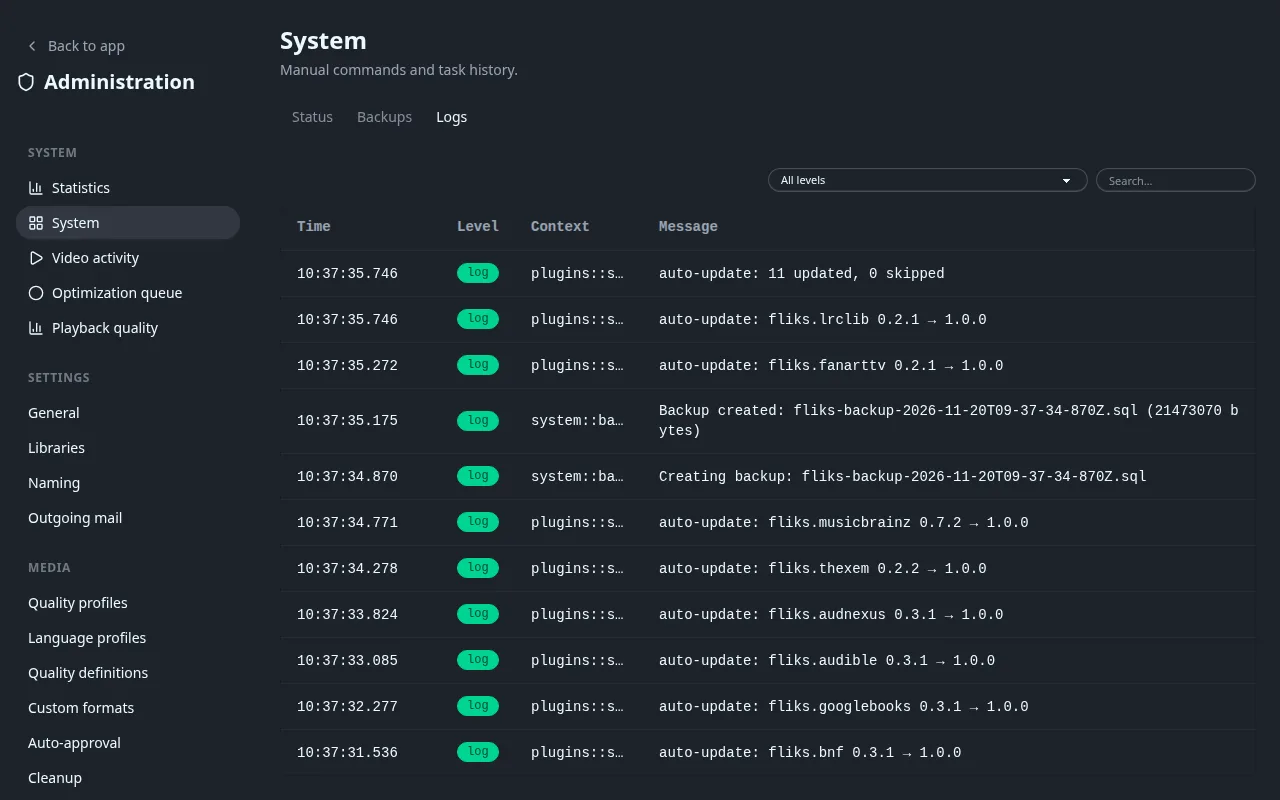 Back to app
Administration
SYSTEM
Statistics
System
Video activity
Optimization queue
Playback quality
SETTINGS
General
Libraries
Naming
Outgoing mail
MEDIA
Quality profiles
Language profiles
Quality definitions
Custom formats
Auto-approval
Cleanup
System
Manual commands and task history.
Status Backups Logs
All levels Search...
Time Level Context Message
10:37:35.746 log plugins::s… auto-update: 11 updated, 0 skipped
10:37:35.746 log plugins::s… auto-update: fliks.lrclib 0.2.1 → 1.0.0
10:37:35.272 log plugins::s… auto-update: fliks.fanarttv 0.2.1 → 1.0.0
10:37:35.175 log system::ba… Backup created: fliks-backup-2026-11-20T09-37-34-870Z.sql (21473070 b
ytes)
10:37:34.870 log system::ba… Creating backup: fliks-backup-2026-11-20T09-37-34-870Z.sql
10:37:34.771 log plugins::s… auto-update: fliks.musicbrainz 0.7.2 → 1.0.0
10:37:34.278 log plugins::s… auto-update: fliks.thexem 0.2.2 → 1.0.0
10:37:33.824 log plugins::s… auto-update: fliks.audnexus 0.3.1 → 1.0.0
10:37:33.085 log plugins::s… auto-update: fliks.audible 0.3.1 → 1.0.0
10:37:32.277 log plugins::s… auto-update: fliks.googlebooks 0.3.1 → 1.0.0
10:37:31.536 log plugins::s… auto-update: fliks.bnf 0.3.1 → 1.0.0